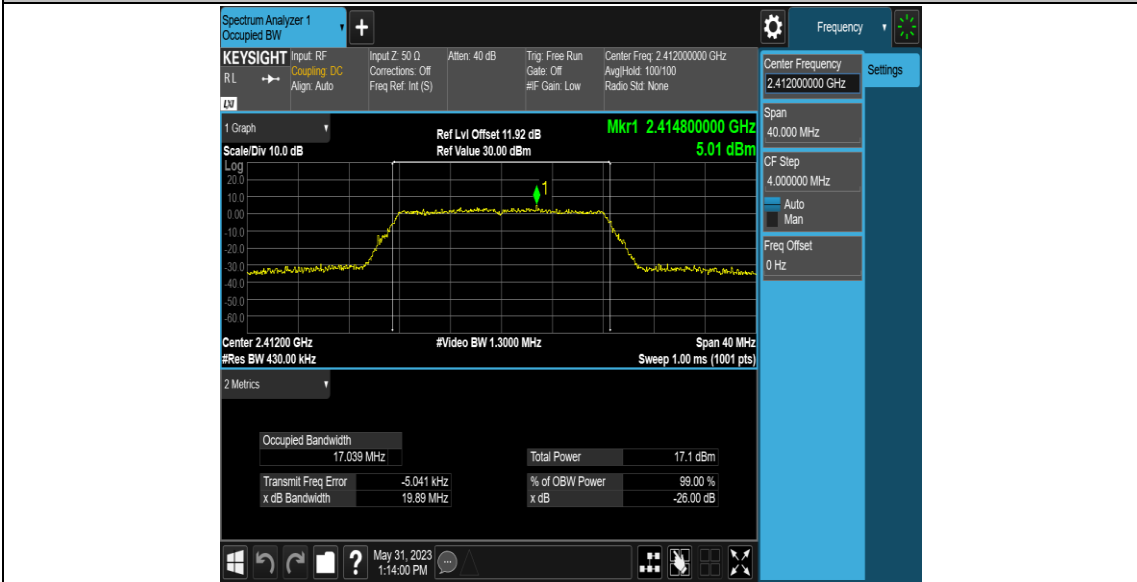 Spectrum Analyzer 1
Occupied BW
+
Frequency
KEYSIGHT
R L
LXI
Input: RF
Coupling: DC
Align: Auto
Input Z: 50 Ω
Corrections: Off
Freq Ref: Int (S)
Atten: 40 dB
Trig: Free Run
Gate: Off
#IF Gain: Low
Center Freq: 2.412000000 GHz
Avg|Hold: 100/100
Radio Std: None
Center Frequency
2.412000000 GHz
Settings
Span
40.000 MHz
CF Step
4.000000 MHz
Auto
Man
Freq Offset
0 Hz
1 Graph
Scale/Div 10.0 dB
Ref Lvl Offset 11.92 dB
Ref Value 30.00 dBm
Mkr1 2.414800000 GHz
5.01 dBm
Log
20.0
10.0
0.00
-10.0
-20.0
-30.0
-40.0
-50.0
-60.0
1
Center 2.41200 GHz
#Res BW 430.00 kHz
#Video BW 1.3000 MHz
Span 40 MHz
Sweep 1.00 ms (1001 pts)
2 Metrics
Occupied Bandwidth
17.039 MHz
Total Power 17.1 dBm
Transmit Freq Error -5.041 kHz
% of OBW Power 99.00 %
x dB Bandwidth 19.89 MHz
x dB -26.00 dB
?
May 31, 2023
1:14:00 PM